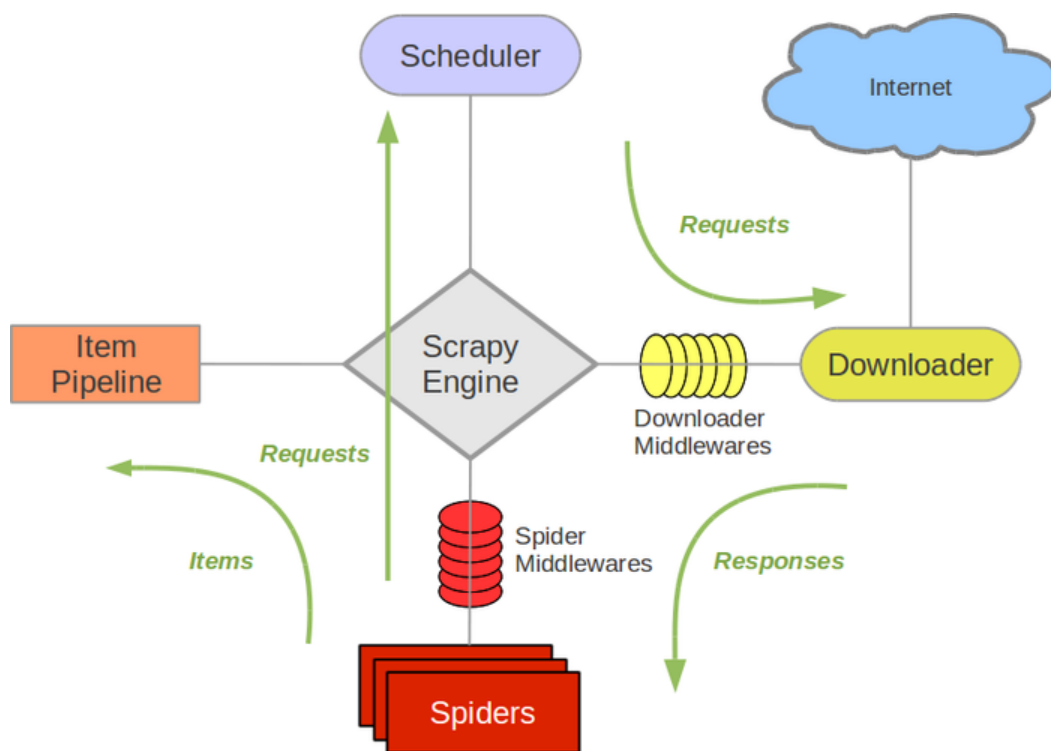 Scheduler
Internet
Requests
Item
Pipeline
Scrapy
Engine
Downloader
Downloader
Middlewares
Requests
Items
Spider
Middlewares
Responses
Spiders